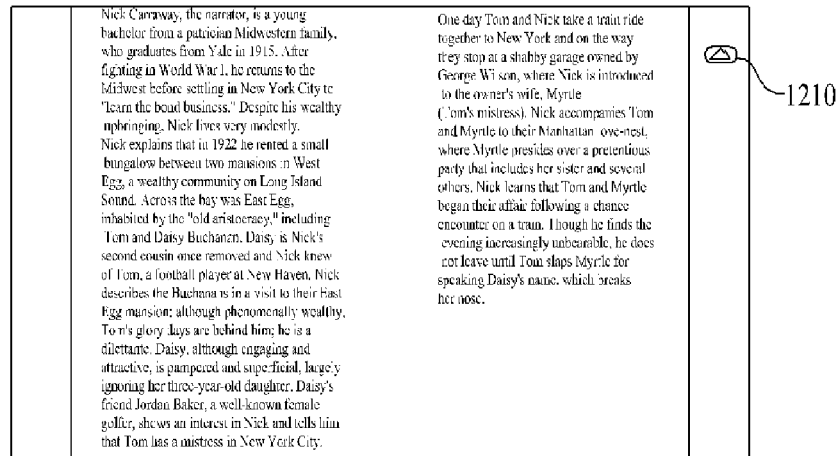 Nick Carraway, the narrator, is a young
bachelor from a patrician Midwestern family,
who graduates from Yale in 1915. After
fighting in World War I, he returns to the
Midwest before settling in New York City to
"learn the bond business." Despite his wealthy
upbringing, Nick lives very modestly.
Nick explains that in 1922 he rented a small
bungalow between two mansions in West
Egg, a wealthy community on Long Island
Sound. Across the bay was East Egg,
inhabited by the "old aristocracy," including
Tom and Daisy Buchanan. Daisy is Nick's
second cousin once removed and Nick knew
of Tom, a football player at New Haven. Nick
describes the Buchanans in a visit to their East
Egg mansion; although phenomenally wealthy,
Tom's glory days are behind him; he is a
dilettante. Daisy, although engaging and
attractive, is pampered and superficial, largely
ignoring her three-year-old daughter. Daisy's
friend Jordan Baker, a well-known female
golfer, shows an interest in Nick and tells him
that Tom has a mistress in New York City.
One day Tom and Nick take a train ride
together to New York and on the way
they stop at a shabby garage owned by
George Wilson, where Nick is introduced
to the owner's wife, Myrtle
(Tom's mistress). Nick accompanies Tom
and Myrtle to their Manhattan love-nest,
where Myrtle presides over a pretentious
party that includes her sister and several
others. Nick learns that Tom and Myrtle
began their affair following a chance
encounter on a train. Though he finds the
evening increasingly unbearable, he does
not leave until Tom slaps Myrtle for
speaking Daisy's name, which breaks
her nose.
1210